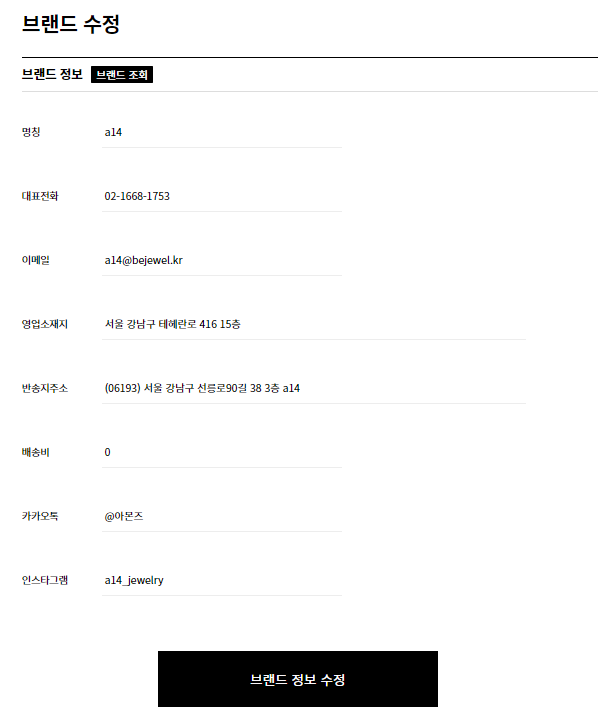 브랜드 수정
브랜드 정보 브랜드 조회
명칭 a14
대표전화 02-1668-1753
이메일 a14@bejewel.kr
영업소재지 서울 강남구 테헤란로 416 15층
반송지주소 (06193) 서울 강남구 선릉로90길 38 3층 a14
배송비 0
카카오톡 @아몬즈
인스타그램 a14_jewelry
브랜드 정보 수정